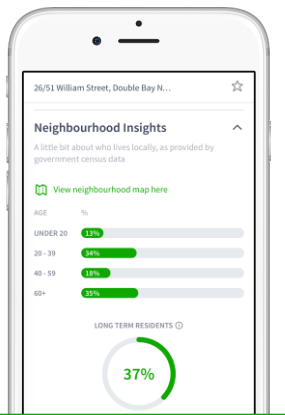 26/51 William Street, Double Bay N...
Neighbourhood Insights
A little bit about who lives locally, as provided by
government census data
View neighbourhood map here
AGE %
UNDER 20 13%
20 - 39 34%
40 - 59 18%
60+ 35%
LONG TERM RESIDENTS
37%